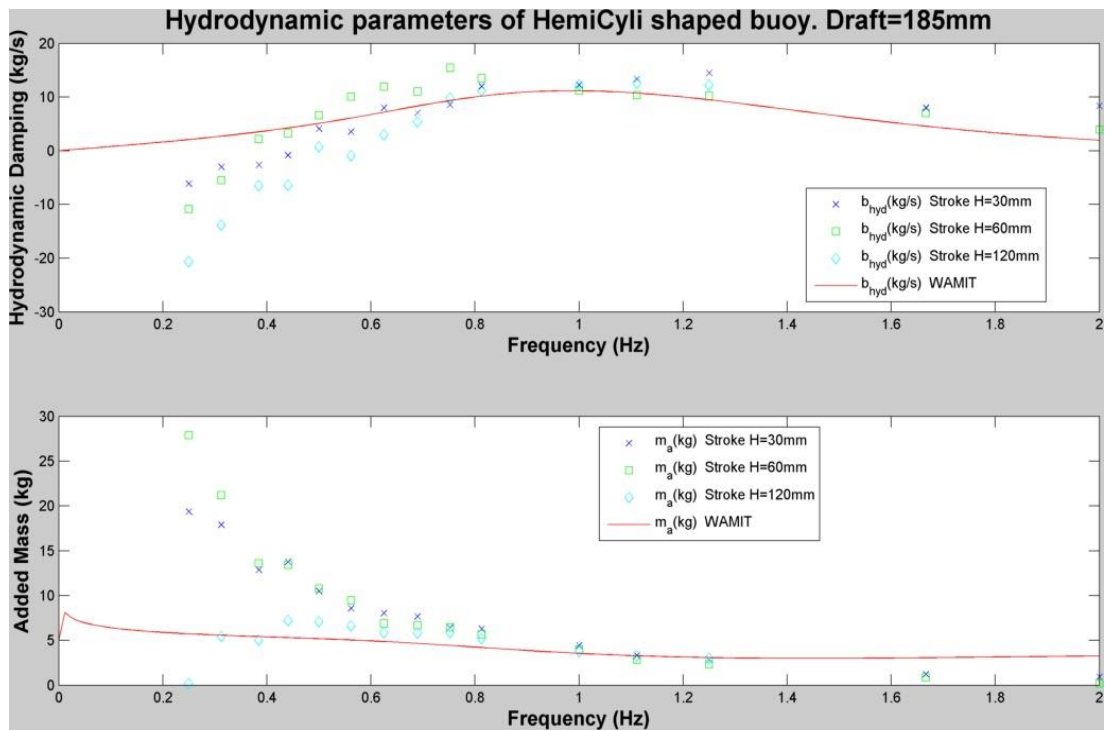 Hydrodynamic parameters of HemiCyli shaped buoy. Draft=185mm
Hydrodynamic Damping (kg/s)
20
10
0
-10
-20
-30
b_hyd(kg/s) Stroke H=30mm
b_hyd(kg/s) Stroke H=60mm
b_hyd(kg/s) Stroke H=120mm
b_hyd(kg/s) WAMIT
0 0.2 0.4 0.6 0.8 1 1.2 1.4 1.6 1.8 2
Frequency (Hz)
Added Mass (kg)
30
25
20
15
10
5
0
m_a(kg) Stroke H=30mm
m_a(kg) Stroke H=60mm
m_a(kg) Stroke H=120mm
m_a(kg) WAMIT
0 0.2 0.4 0.6 0.8 1 1.2 1.4 1.6 1.8 2
Frequency (Hz)